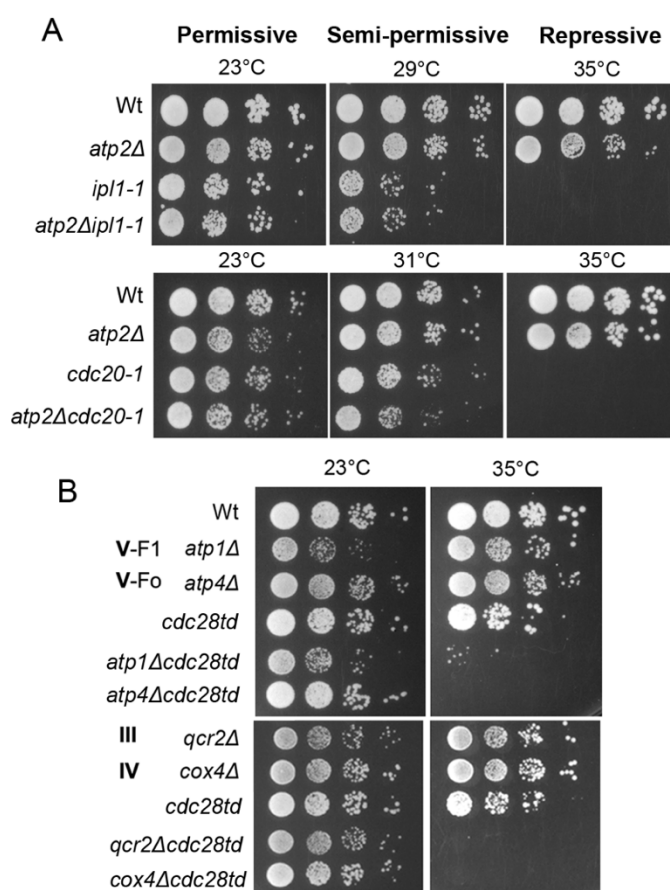 A
Permissive Semi-permissive Repressive
23°C 29°C 35°C
Wt
atp2Δ
ipl1-1
atp2Δipl1-1
23°C 31°C 35°C
Wt
atp2Δ
cdc20-1
atp2Δcdc20-1
B
23°C 35°C
Wt
V-F1 atp1Δ
V-Fo atp4Δ
cdc28td
atp1Δcdc28td
atp4Δcdc28td
III qcr2Δ
IV cox4Δ
cdc28td
qcr2Δcdc28td
cox4Δcdc28td